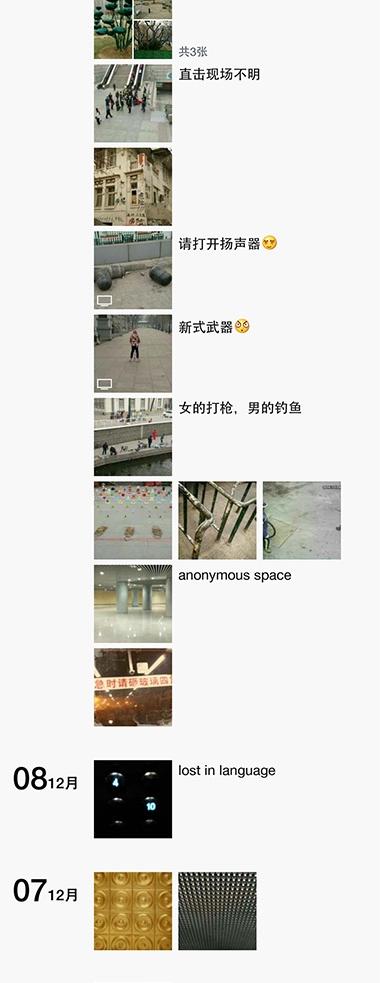 共3张
直击现场不明
请打开扬声器
新式武器
女的打枪，男的钓鱼
anonymous space
急时请砸玻璃四
08 12月
lost in language
4
10
07 12月